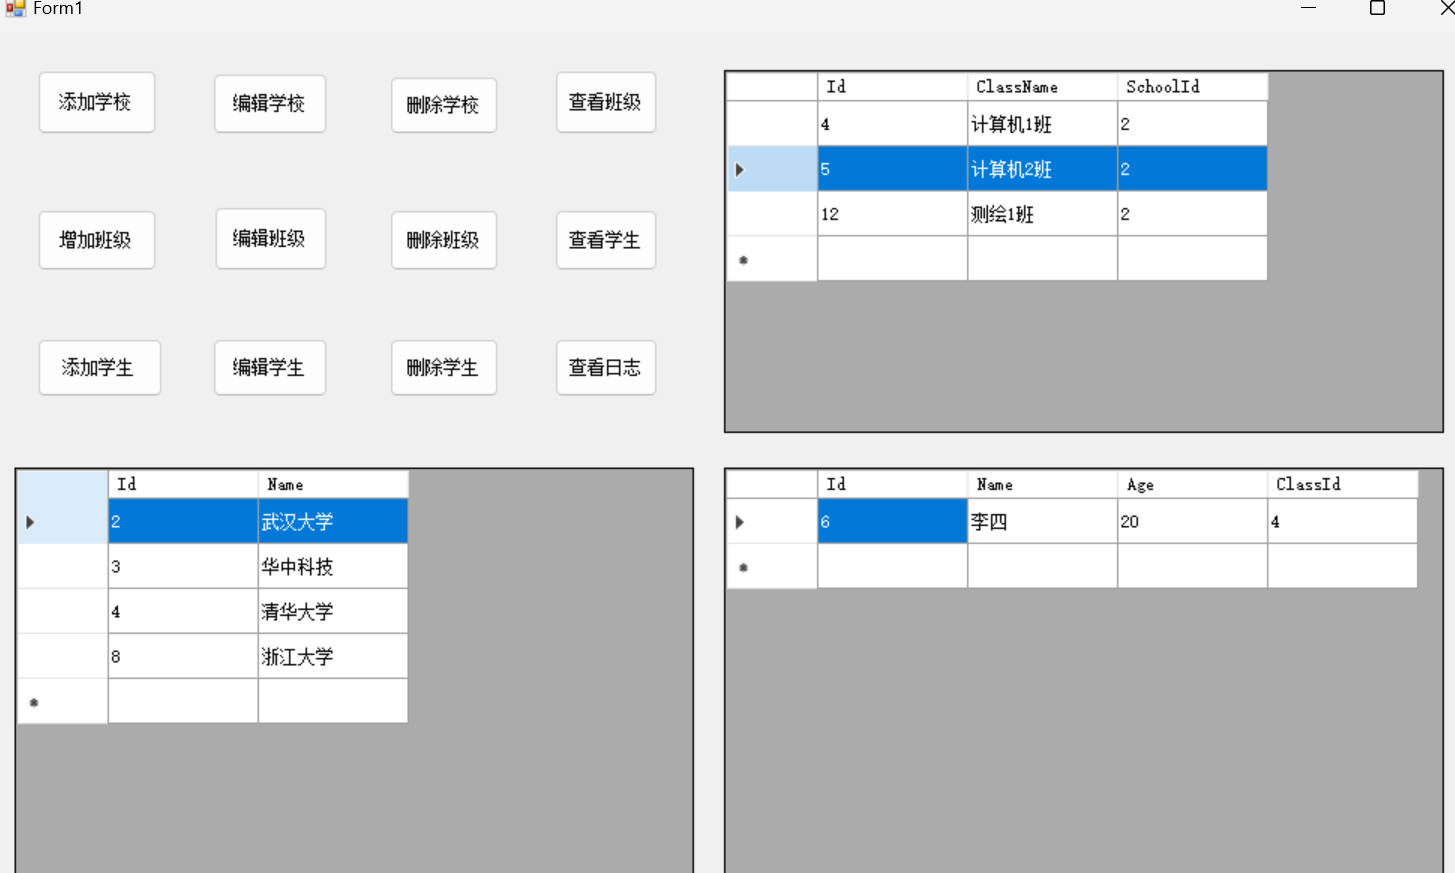 Form1
添加学校 编辑学校 删除学校 查看班级
增加班级 编辑班级 删除班级 查看学生
添加学生 编辑学生 删除学生 查看日志
Id ClassName SchoolId
4 计算机1班 2
5 计算机2班 2
12 测绘1班 2
Id Name
2 武汉大学
3 华中科技
4 清华大学
8 浙江大学
Id Name Age ClassId
6 李四 20 4